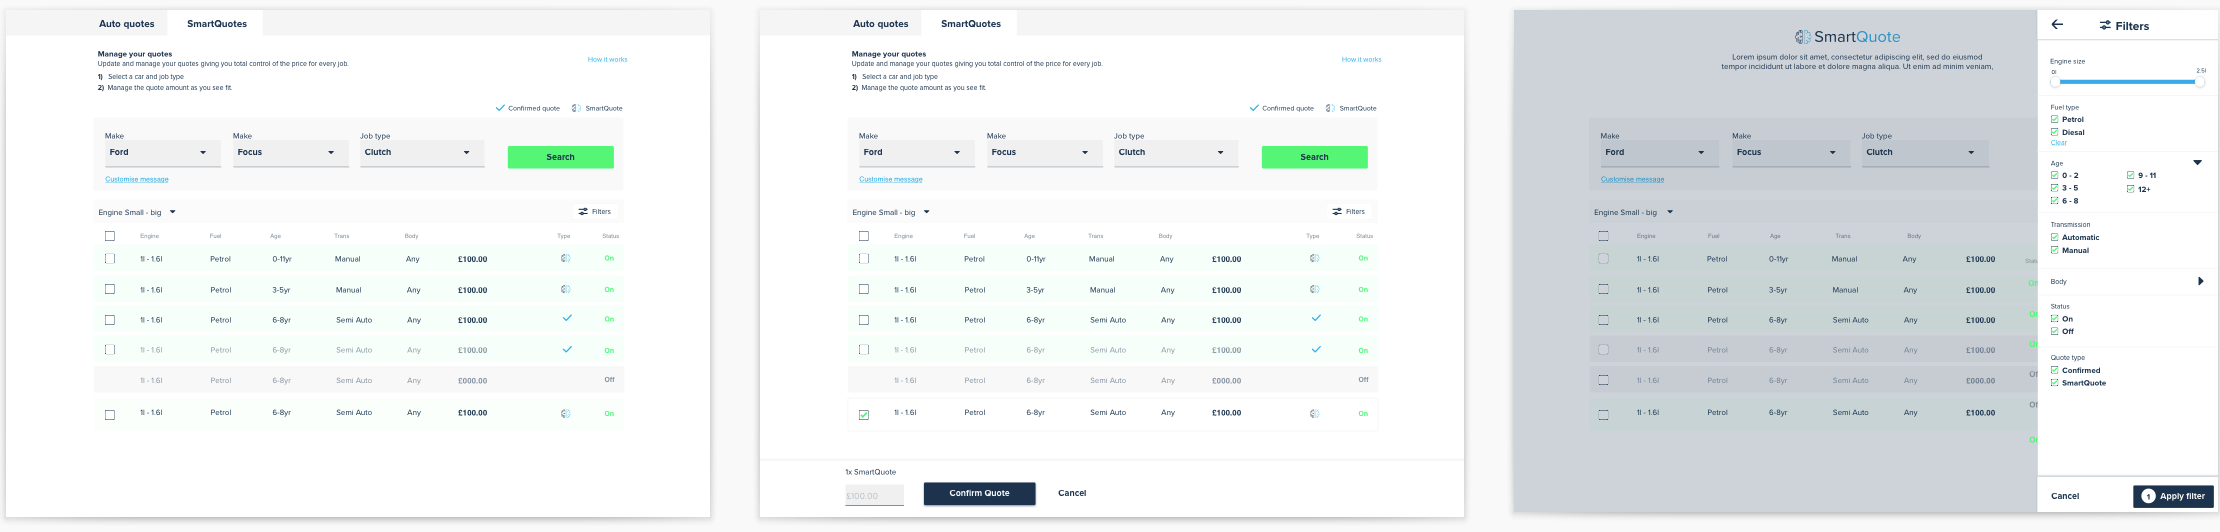 Auto quotes SmartQuotes
Manage your quotes
Update and manage your quotes giving you total control of the price for every job.
How it works
1) Select a car and job type
2) Manage the quote amount as you see fit.
Confirmed quote SmartQuote
Make Make Job type
Ford Focus Clutch Search
Customise message
Engine Small - big Filters
Engine Fuel Age Trans Body Type Status
1l - 1.6l Petrol 0-11yr Manual Any £100.00 On
1l - 1.6l Petrol 3-5yr Manual Any £100.00 On
1l - 1.6l Petrol 6-8yr Semi Auto Any £100.00 On
1l - 1.6l Petrol 6-8yr Semi Auto Any £100.00 On
1l - 1.6l Petrol 6-8yr Semi Auto Any £000.00 Off
1l - 1.6l Petrol 6-8yr Semi Auto Any £100.00 On
Auto quotes SmartQuotes
Manage your quotes
Update and manage your quotes giving you total control of the price for every job.
How it works
1) Select a car and job type
2) Manage the quote amount as you see fit.
Confirmed quote SmartQuote
Make Make Job type
Ford Focus Clutch Search
Customise message
Engine Small - big Filters
Engine Fuel Age Trans Body Type Status
1l - 1.6l Petrol 0-11yr Manual Any £100.00 On
1l - 1.6l Petrol 3-5yr Manual Any £100.00 On
1l - 1.6l Petrol 6-8yr Semi Auto Any £100.00 On
1l - 1.6l Petrol 6-8yr Semi Auto Any £100.00 On
1l - 1.6l Petrol 6-8yr Semi Auto Any £000.00 Off
1l - 1.6l Petrol 6-8yr Semi Auto Any £100.00 On
1x SmartQuote
£100.00 Confirm Quote Cancel
SmartQuote
Lorem ipsum dolor sit amet, consectetur adipiscing elit, sed do eiusmod
tempor incididunt ut labore et dolore magna aliqua. Ut enim ad minim veniam,
Make Make Job type
Ford Focus Clutch
Customise message
Engine Small - big
Engine Fuel Age Trans Body
1l - 1.6l Petrol 0-11yr Manual Any £100.00
1l - 1.6l Petrol 3-5yr Manual Any £100.00 On
1l - 1.6l Petrol 6-8yr Semi Auto Any £100.00
1l - 1.6l Petrol 6-8yr Semi Auto Any £100.00
1l - 1.6l Petrol 6-8yr Semi Auto Any £000.00
1l - 1.6l Petrol 6-8yr Semi Auto Any £100.00
On
Filters
Engine size
0l 2.5l
Fuel type
Petrol
Diesal
Clear
Age
0 - 2 9 - 11
3 - 5 12+
6 - 8
Transmission
Automatic
Manual
Body
Status
On
Off
Quote type
Confirmed
SmartQuote
Cancel 1 Apply filter